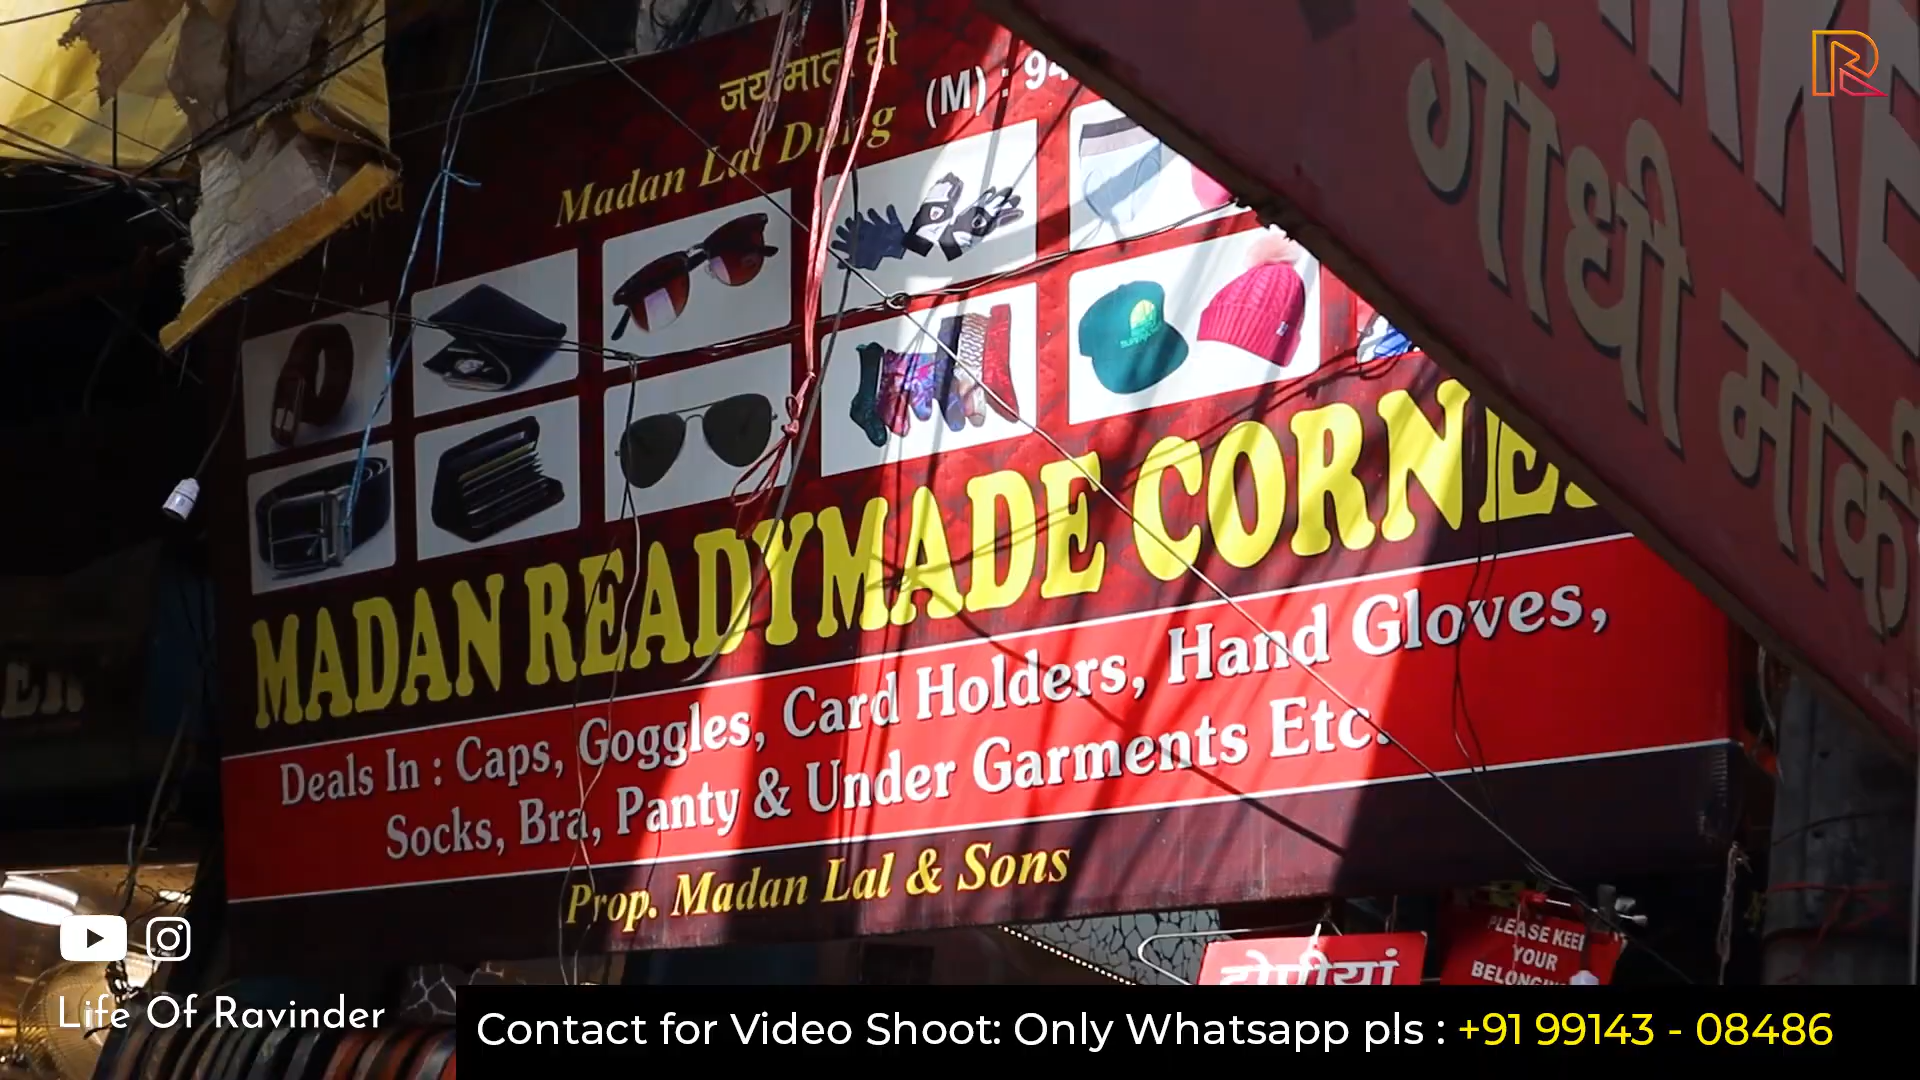 जय माता दी
(M) : 94
Madan Lal
MADAN READYMADE CORNE
Deals In : Caps, Goggles, Card Holders, Hand Gloves,
Socks, Bra, Panty & Under Garments Etc.
Prop. Madan Lal & Sons
गांधी मार्के
टोपीयां
PLEASE KEEP
YOUR
Life Of Ravinder
Contact for Video Shoot: Only Whatsapp pls : +91 99143 - 08486